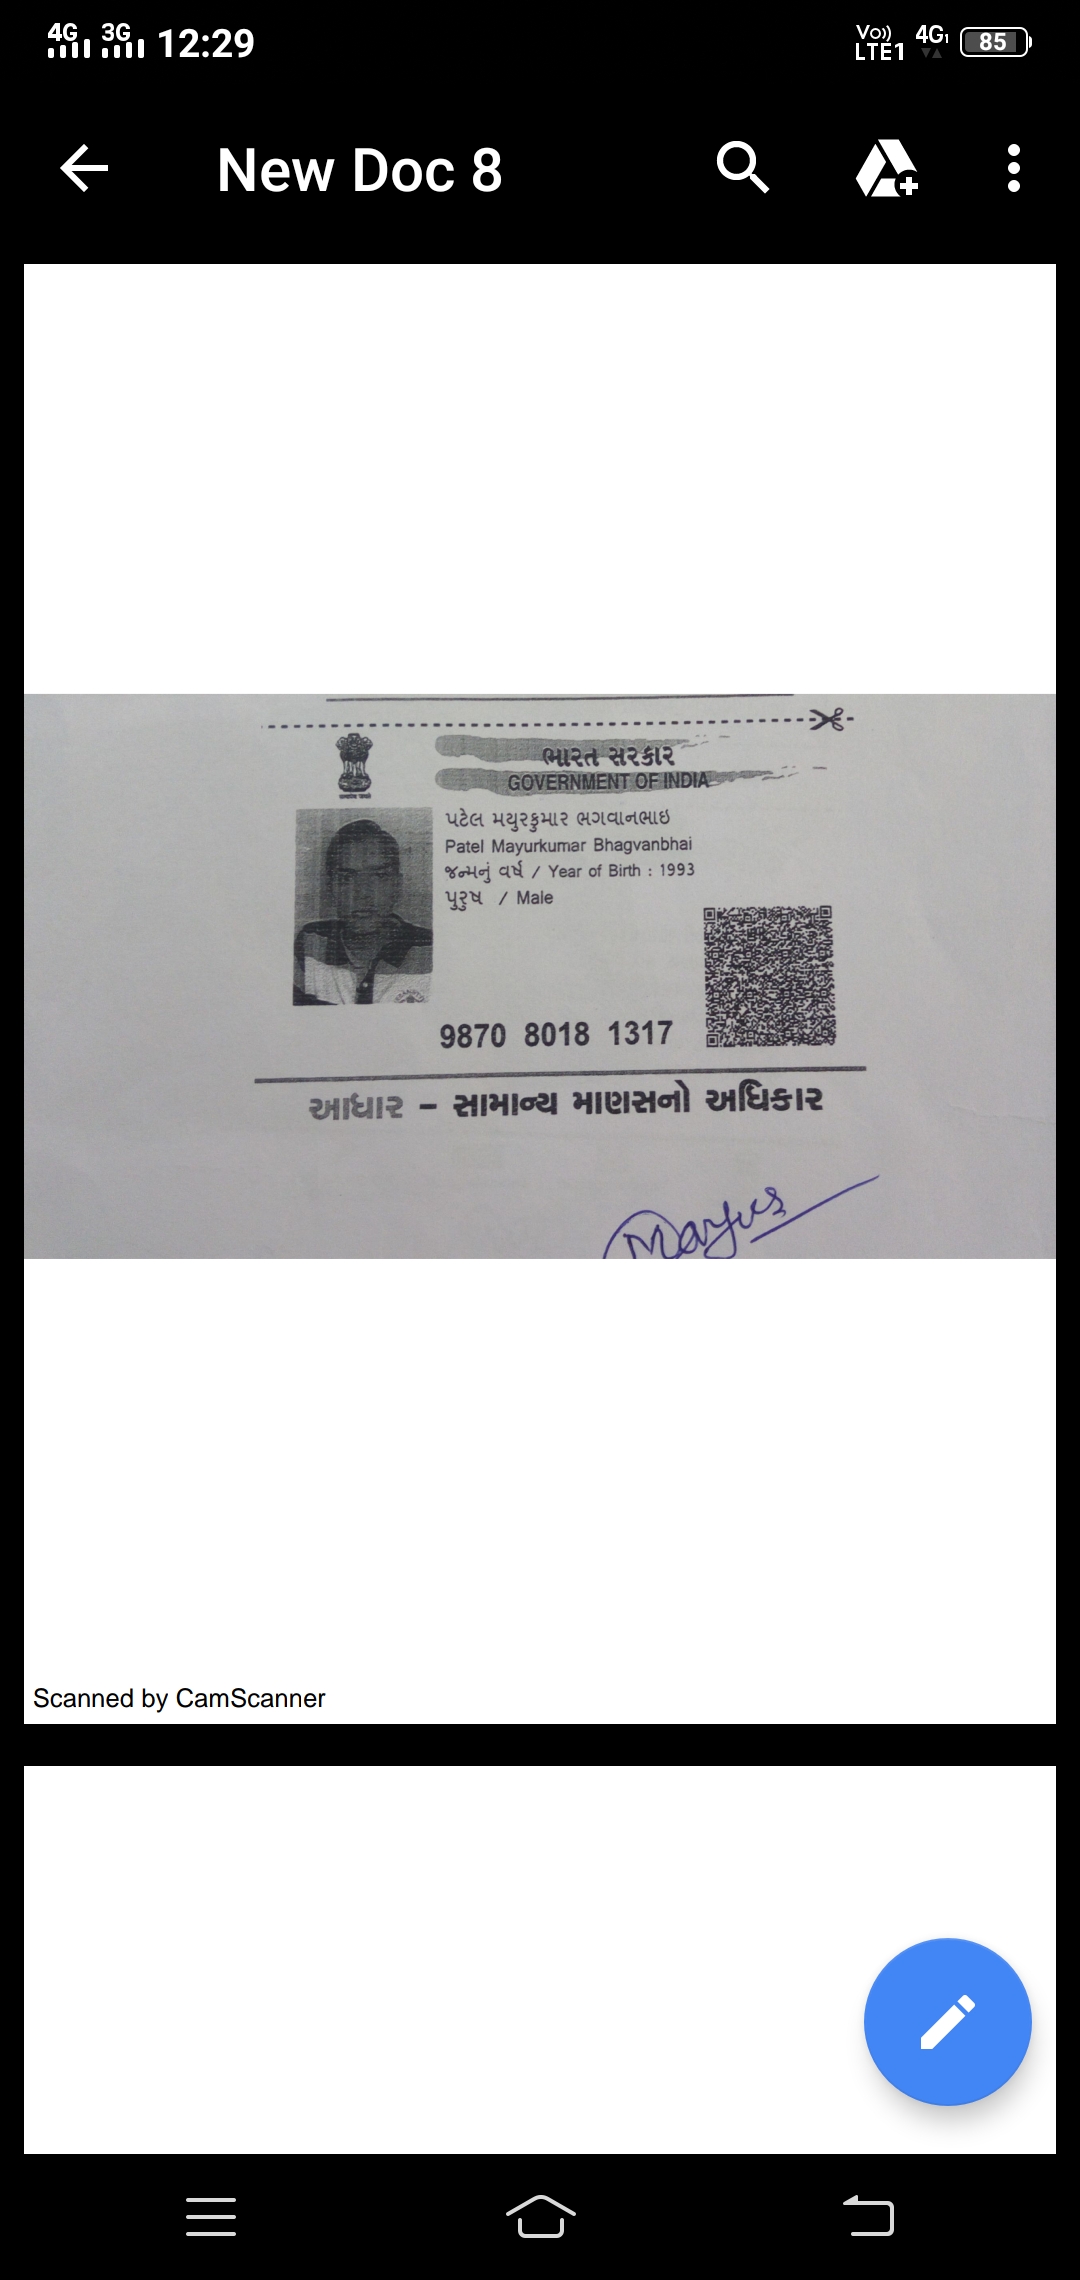 4G 3G 12:29 Vo)) LTE1 4G1 85
New Doc 8
ભારત સરકાર
GOVERNMENT OF INDIA
પટેલ મયુરકુમાર ભગવાનભાઇ
Patel Mayurkumar Bhagvanbhai
જન્મનું વર્ષ / Year of Birth : 1993
પુરુષ / Male
9870 8018 1317
આધાર – સામાન્ય માણસનો અધિકાર
Scanned by CamScanner